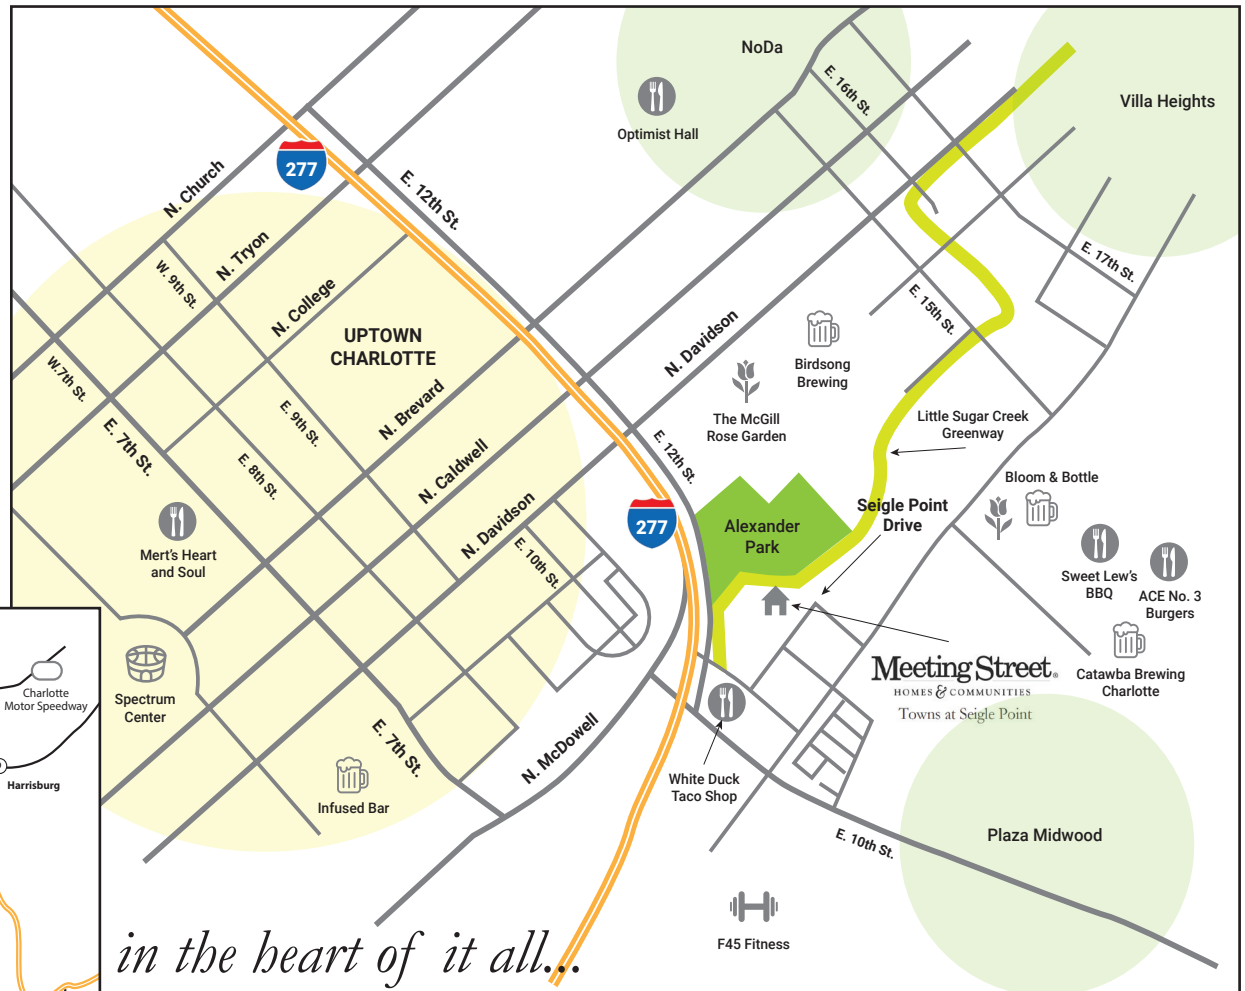 NoDa
Villa Heights
E. 16th St.
Optimist Hall
277
N. Church
E. 12th St.
N. Tryon
W. 9th St.
E. 17th St.
N. College
E. 15th St.
UPTOWN
CHARLOTTE
N. Davidson
Birdsong
Brewing
W.7th St.
N. Brevard
E. 9th St.
The McGill
Rose Garden
Little Sugar Creek
Greenway
E. 7th St.
E. 8th St.
N. Caldwell
E. 12th St.
Bloom & Bottle
N. Davidson
277
Alexander
Park
Seigle Point
Drive
Mert's Heart
and Soul
E. 10th St.
Sweet Lew's
BBQ
ACE No. 3
Burgers
Meeting Street®
HOMES & COMMUNITIES
Towns at Seigle Point
Catawba Brewing
Charlotte
Charlotte
Motor Speedway
Spectrum
Center
E. 7th St.
N. McDowell
White Duck
Taco Shop
Harrisburg
Infused Bar
E. 10th St.
Plaza Midwood
F45 Fitness
in the heart of it all...